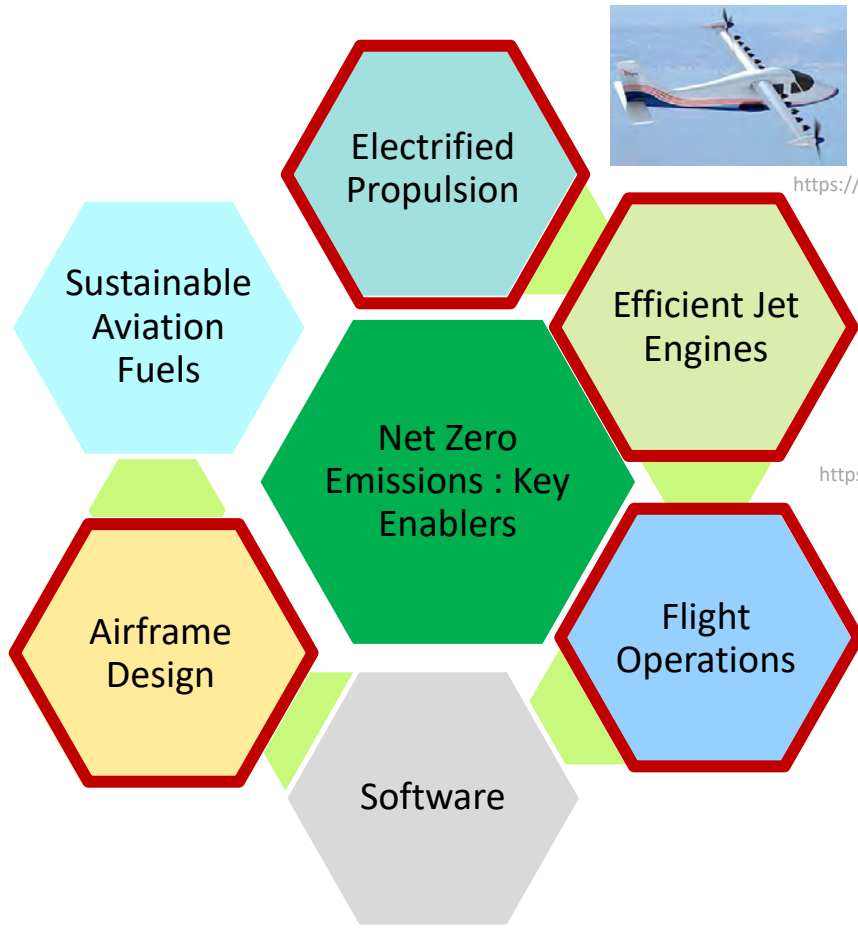 Electrified
Propulsion
https://
Sustainable
Aviation
Fuels
Efficient Jet
Engines
Net Zero
Emissions : Key
Enablers
https
Airframe
Design
Flight
Operations
Software